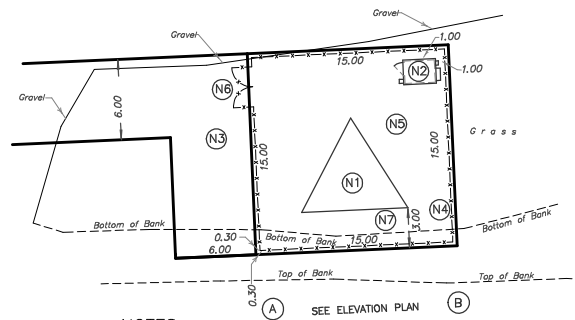 Gravel
1.00
Gravel
15.00
N2
1.00
Gravel
N6
6.00
N5
N3
Grass
15.00
15.00
N1
N4
N7
3.00
Bottom of Bank
Bottom of Bank
0.30
Bottom of Bank
15.00
6.00
Top of Bank
Top of Bank
0.30
A
SEE ELEVATION PLAN
B